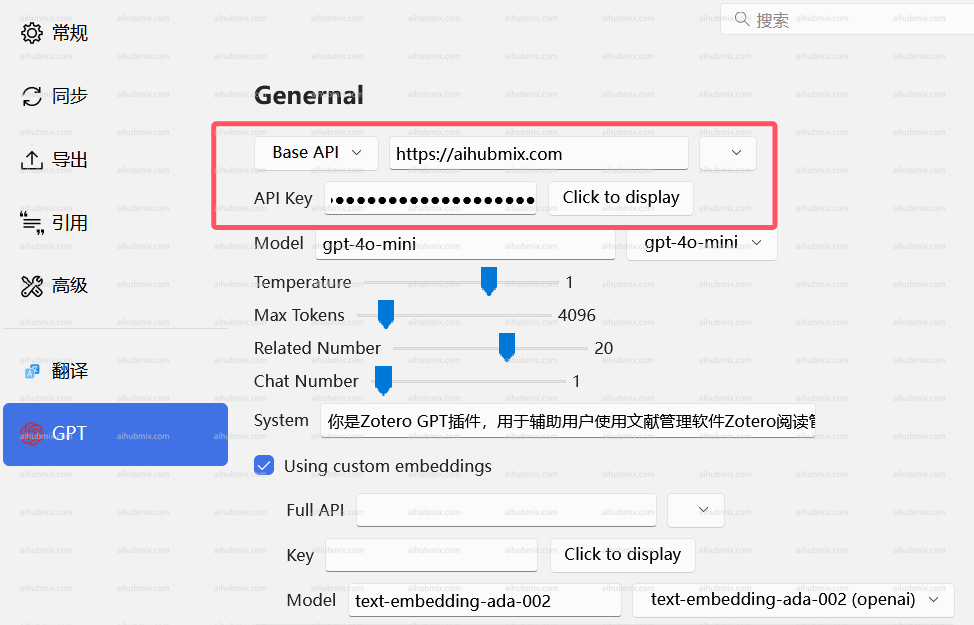 常规
搜索
同步
Genernal
Base API https://aihubmix.com
导出
API Key Click to display
引用
Model gpt-4o-mini gpt-4o-mini
Temperature 1
高级
Max Tokens 4096
Related Number 20
翻译
Chat Number 1
System 你是Zotero GPT插件，用于辅助用户使用文献管理软件Zotero阅读
GPT
Using custom embeddings
Full API
Key Click to display
Model text-embedding-ada-002 text-embedding-ada-002 (openai)
aihubmix.com